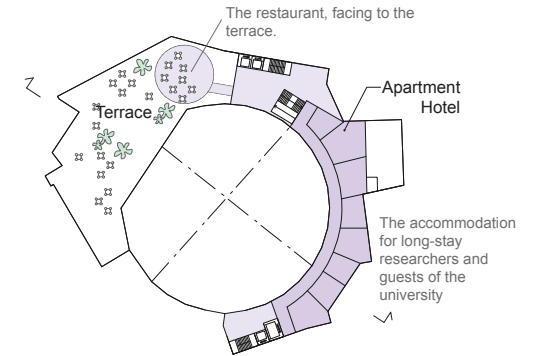 The restaurant, facing to the
terrace.
Apartment
Hotel
Terrace
The accommodation
for long-stay
researchers and
guests of the
university